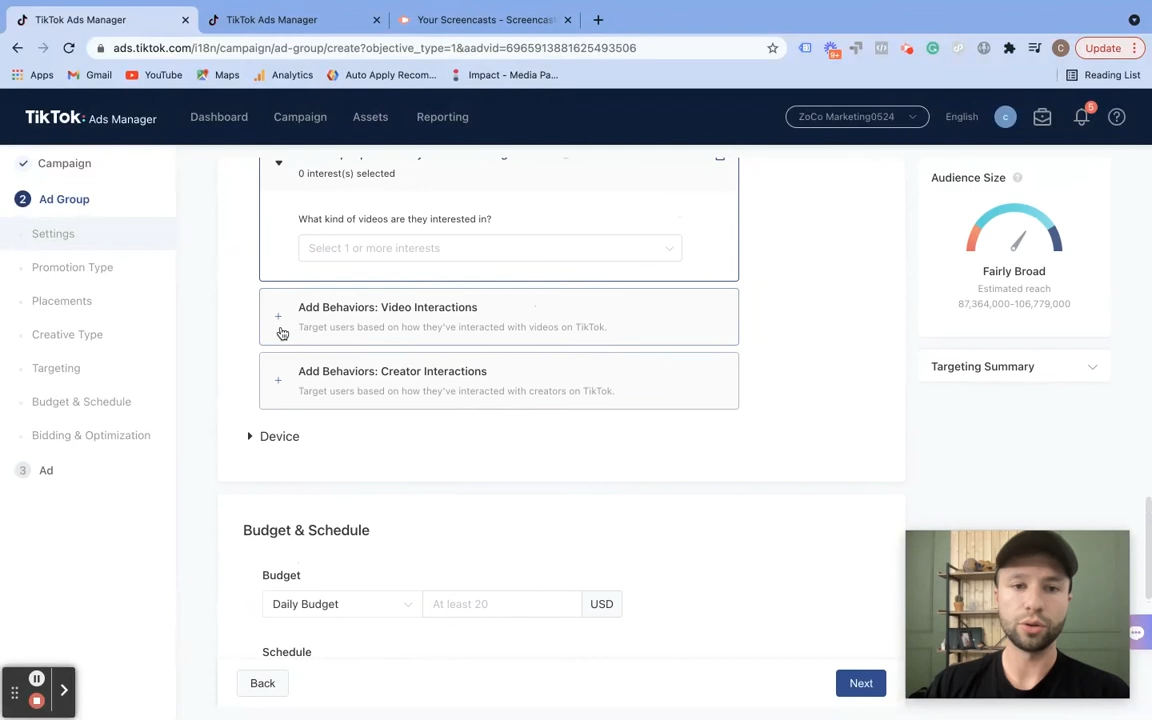 TikTok Ads Manager
TikTok Ads Manager
Your Screencasts - Screencas
ads.tiktok.com/i18n/campaign/ad-group/create?objective_type=1&aadvid=6965913881625493506
9+
C
Update
Apps
Gmail
YouTube
Maps
Analytics
Auto Apply Recom...
Impact - Media Pa...
Reading List
TikTok: Ads Manager
Dashboard
Campaign
Assets
Reporting
ZoCo Marketing0524
English
c
5
Campaign
2 Ad Group
Settings
Promotion Type
Placements
Creative Type
Targeting
Budget & Schedule
Bidding & Optimization
3 Ad
0 interest(s) selected
What kind of videos are they interested in?
Select 1 or more interests
Add Behaviors: Video Interactions
Target users based on how they've interacted with videos on TikTok.
Add Behaviors: Creator Interactions
Target users based on how they've interacted with creators on TikTok.
Device
Budget & Schedule
Budget
Daily Budget
At least 20
USD
Schedule
Back
Next
Audience Size
Fairly Broad
Estimated reach
87,364,000-106,779,000
Targeting Summary